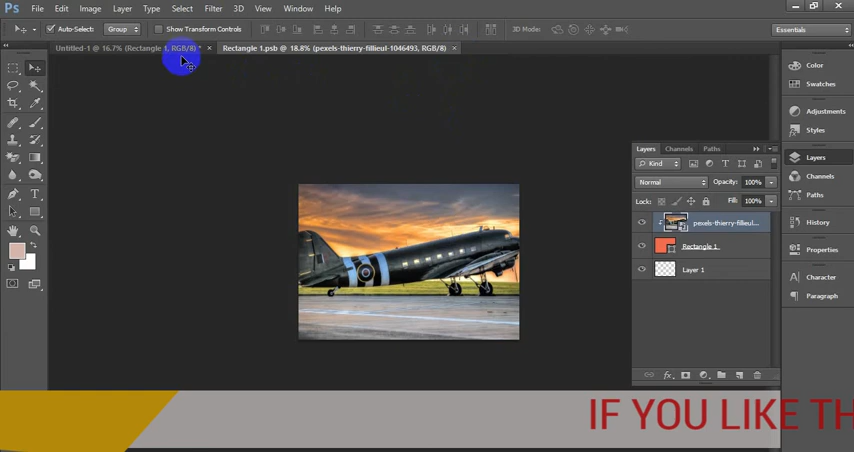 Ps File Edit Image Layer Type Select Filter 3D View Window Help
Auto-Select: Group Show Transform Controls 3D Mode: Essentials
Untitled-1 @ 16.7% (Rectangle 1, RGB/8) * × Rectangle 1.psb @ 18.8% (pexels-thierry-fillieul-1046493, RGB/8) ×
Color
Swatches
Adjustments
Styles
Layers
Channels
Paths
History
Properties
Character
Paragraph
Layers Channels Paths
Kind
Normal Opacity: 100%
Lock: Fill: 100%
pexels-thierry-fillieul...
Rectangle 1
Layer 1
IF YOU LIKE TH